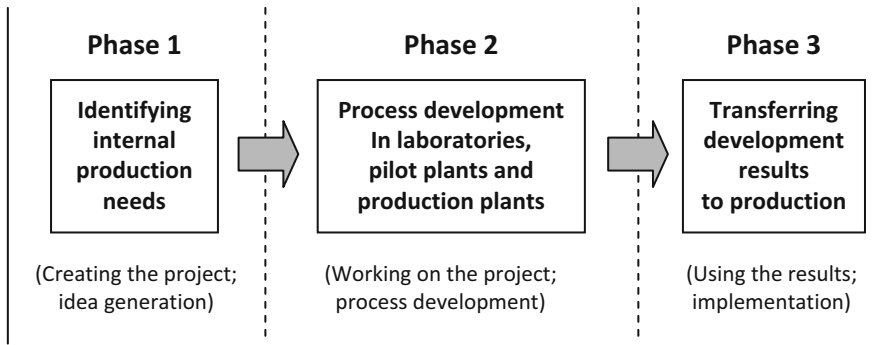 Phase 1
Identifying
internal
production
needs
(Creating the project;
idea generation)
Phase 2
Process development
In laboratories,
pilot plants and
production plants
(Working on the project;
process development)
Phase 3
Transferring
development
results
to production
(Using the results;
implementation)